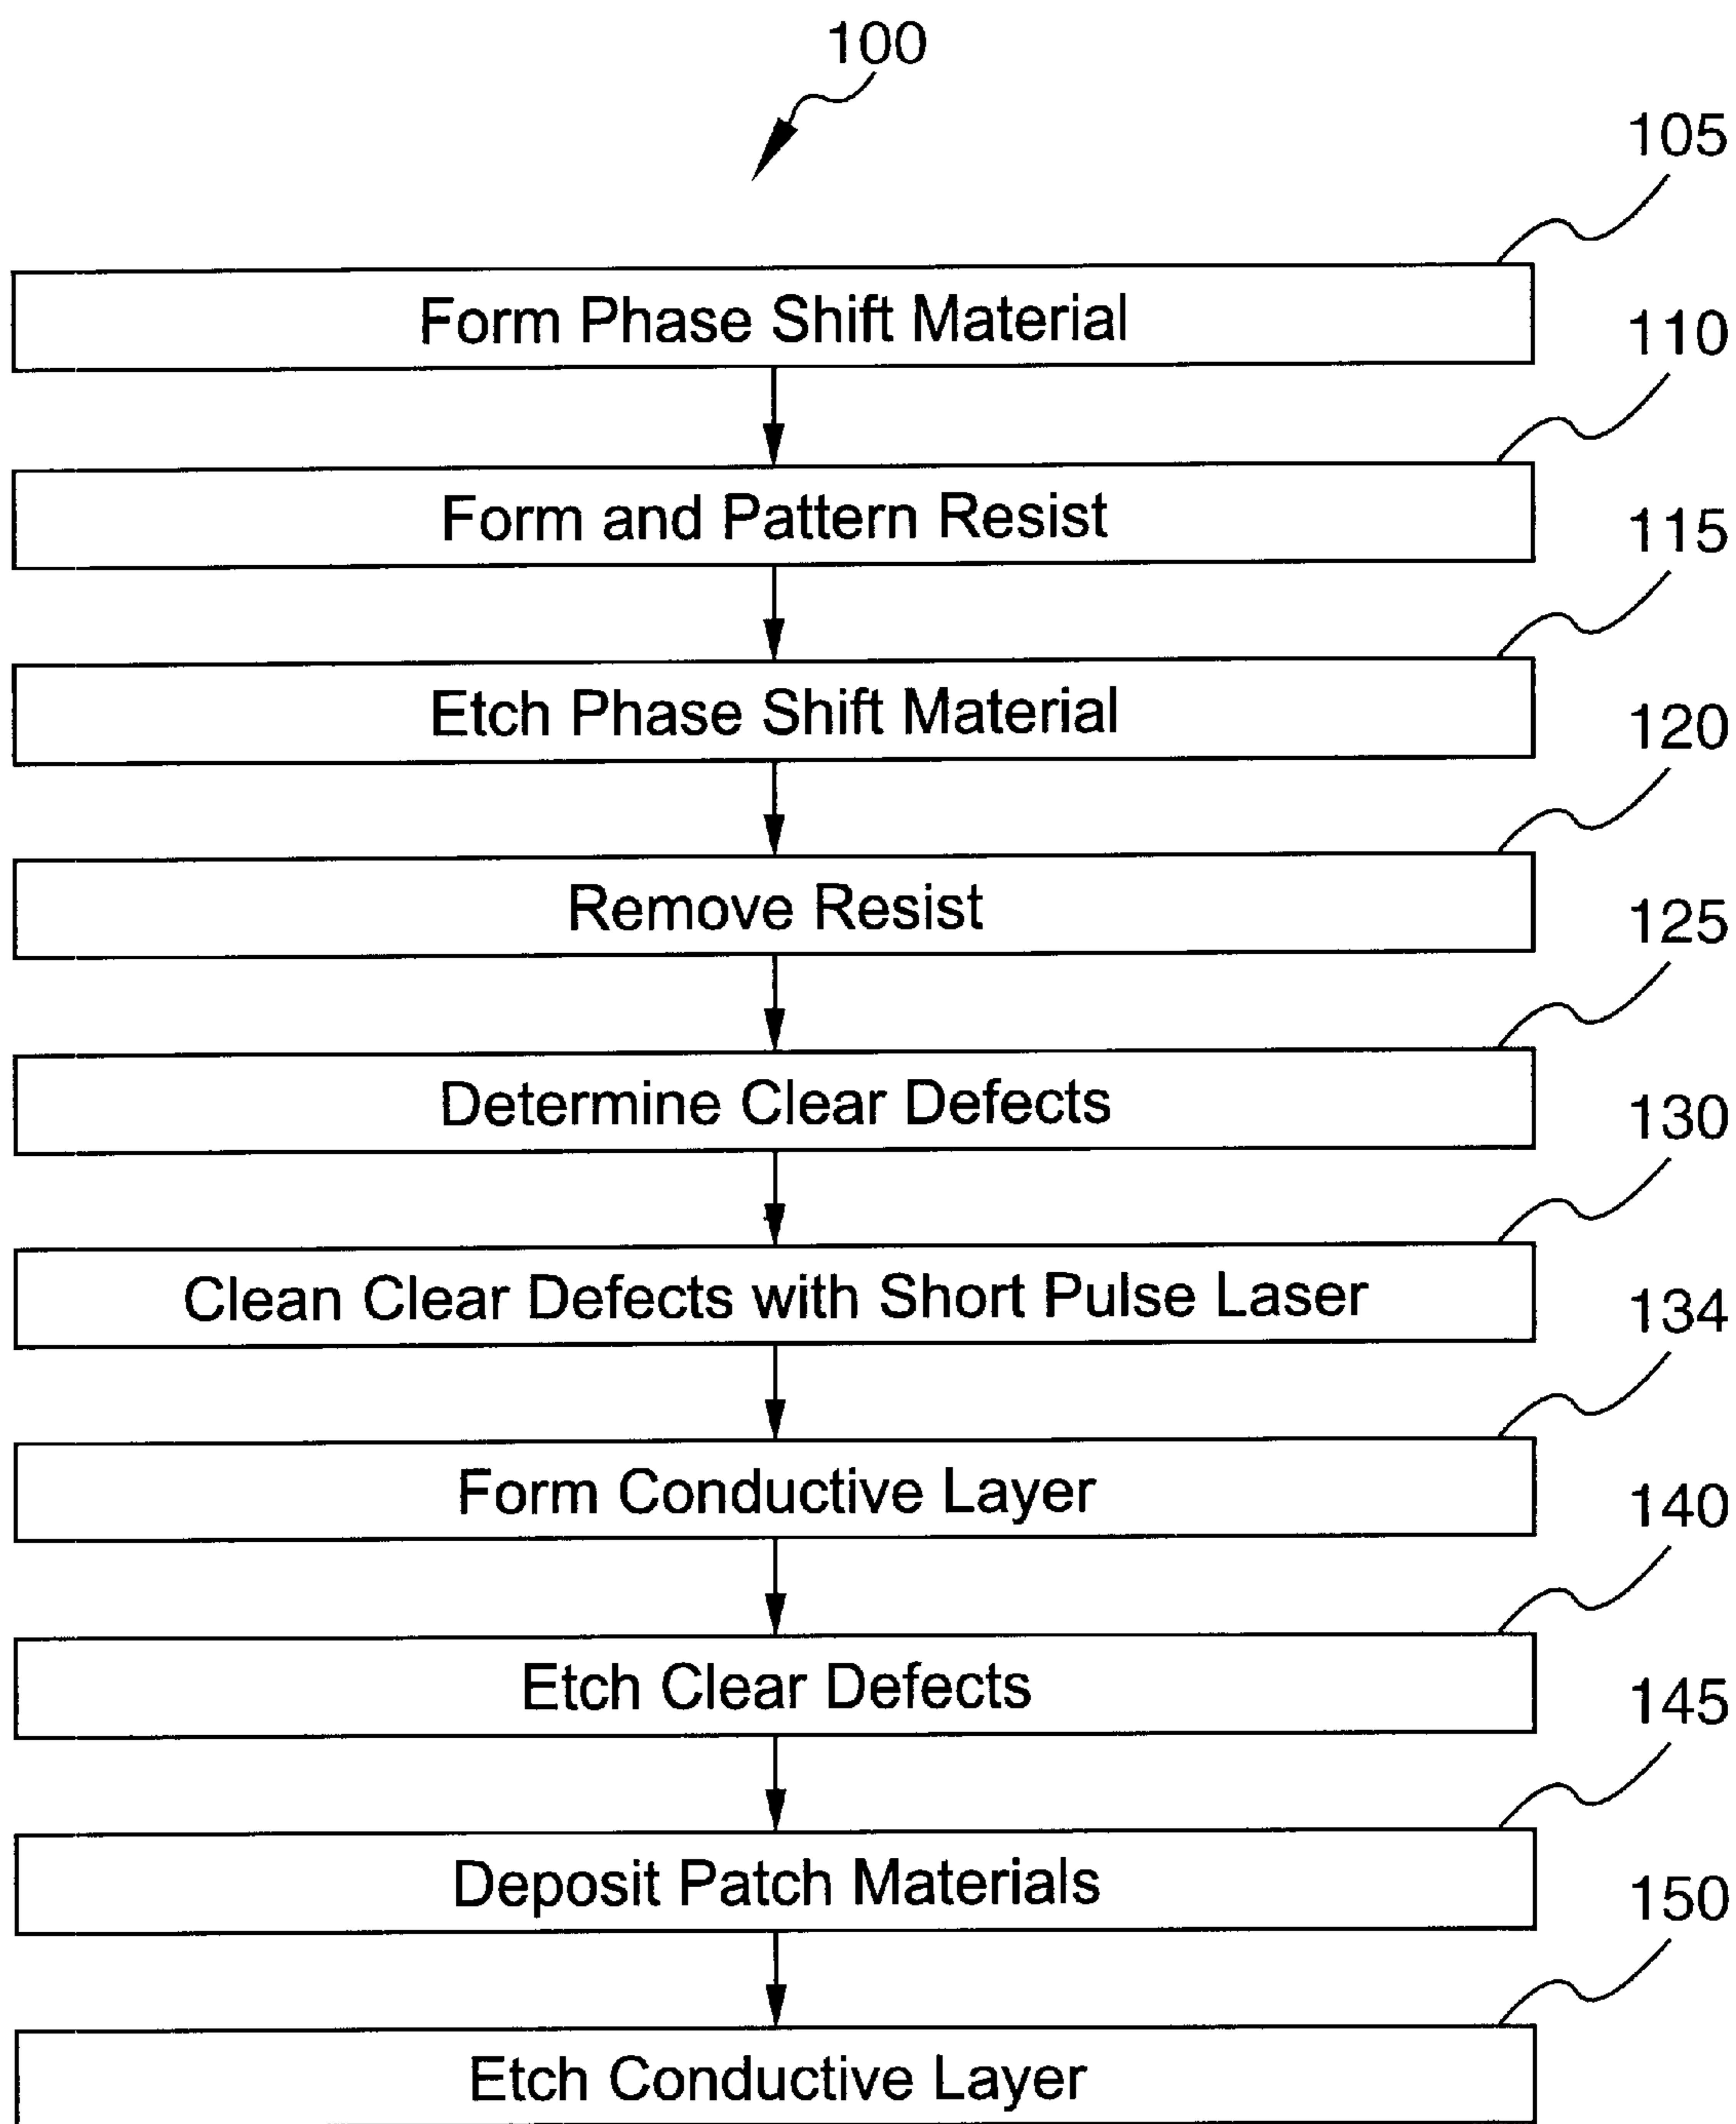 100
105
Form Phase Shift Material
110
Form and Pattern Resist
115
Etch Phase Shift Material
120
Remove Resist
125
Determine Clear Defects
130
Clean Clear Defects with Short Pulse Laser
134
Form Conductive Layer
140
Etch Clear Defects
145
Deposit Patch Materials
150
Etch Conductive Layer